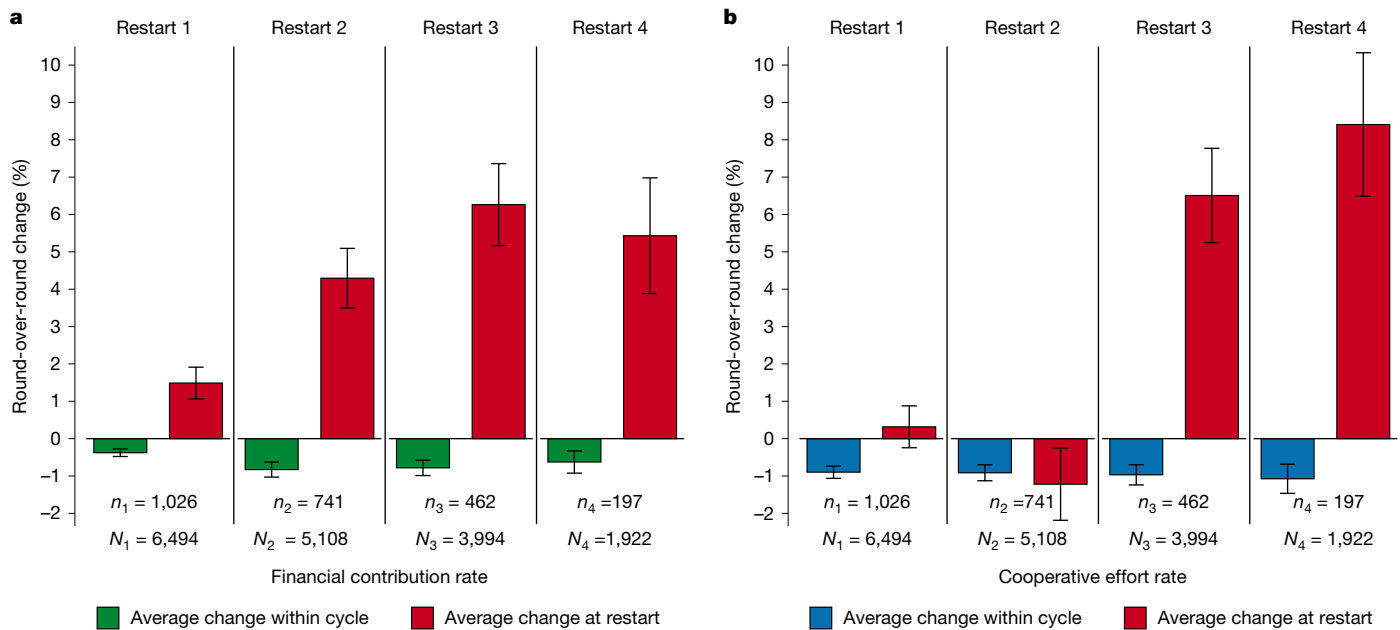 a
Restart 1 Restart 2 Restart 3 Restart 4
Round-over-round change (%)
10
9
8
7
6
5
4
3
2
1
0
–1
–2
n1 = 1,026 n2 = 741 n3 = 462 n4 =197
N1 = 6,494 N2 = 5,108 N3 = 3,994 N4 =1,922
Financial contribution rate
Average change within cycle Average change at restart
b
Restart 1 Restart 2 Restart 3 Restart 4
Round-over-round change (%)
10
9
8
7
6
5
4
3
2
1
0
–1
–2
n1 = 1,026 n2 =741 n3 = 462 n4 = 197
N1 = 6,494 N2 = 5,108 N3 = 3,994 N4 = 1,922
Cooperative effort rate
Average change within cycle Average change at restart